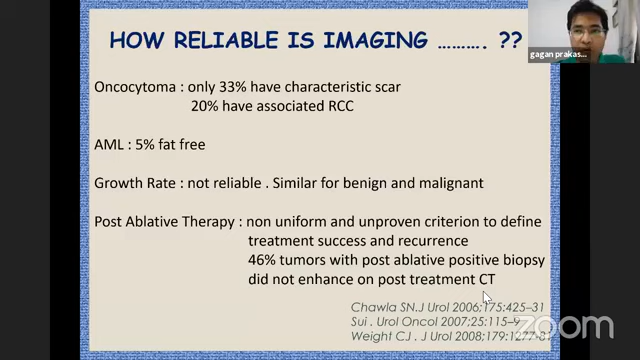 HOW RELIABLE IS IMAGING ………. ??
gagan prakas...
Oncocytoma : only 33% have characteristic scar
20% have associated RCC
AML : 5% fat free
Growth Rate : not reliable . Similar for benign and malignant
Post Ablative Therapy : non uniform and unproven criterion to define
treatment success and recurrence
46% tumors with post ablative positive biopsy
did not enhance on post treatment CT
Chawla SN.J Urol 2006;175:425–31
Sui . Urol Oncol 2007;25:115–9
Weight CJ . J Urol 2008;179:1277-81
zoom